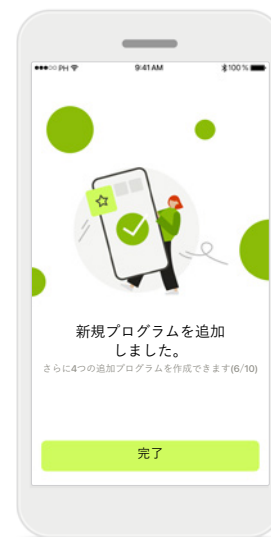 ●●●○○ PH 9:41 AM 100%
新規プログラムを追加
しました。
さらに4つの追加プログラムを作成できます(6/10)
完了